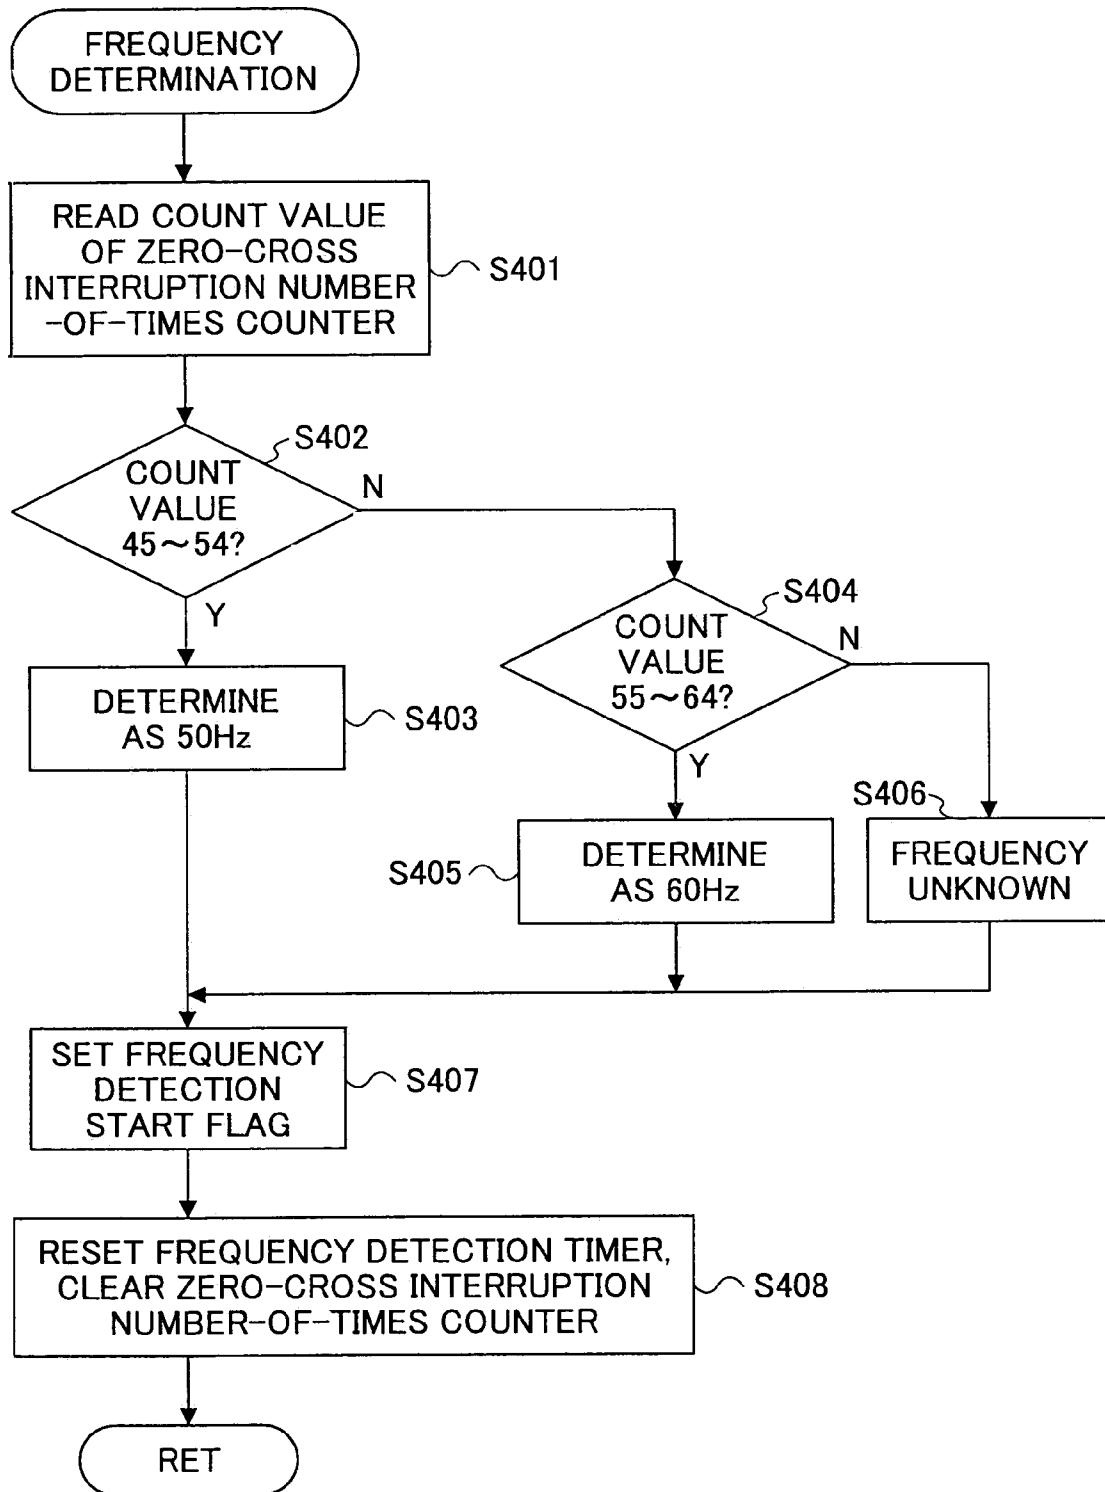 FREQUENCY
DETERMINATION
READ COUNT VALUE
OF ZERO-CROSS
INTERRUPTION NUMBER
-OF-TIMES COUNTER
S401
S402
COUNT
VALUE
45~54?
N
Y
S404
COUNT
VALUE
55~64?
N
Y
DETERMINE
AS 50Hz
S403
S406
S405
DETERMINE
AS 60Hz
FREQUENCY
UNKNOWN
SET FREQUENCY
DETECTION
START FLAG
S407
RESET FREQUENCY DETECTION TIMER,
CLEAR ZERO-CROSS INTERRUPTION
NUMBER-OF-TIMES COUNTER
S408
RET